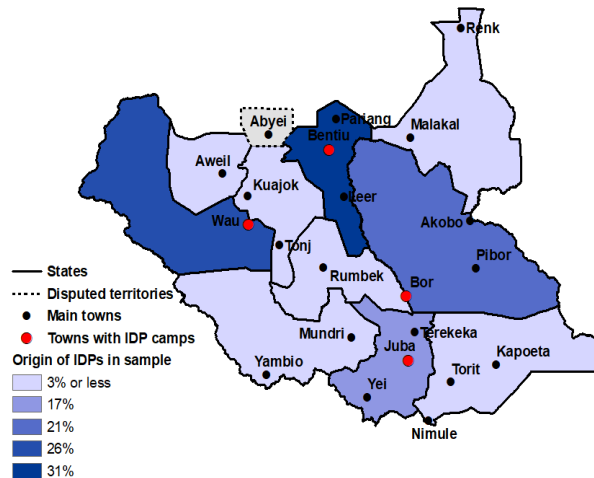 Renk
Abyei
Pariang
Malakal
Bentiu
Aweil
Kuajok
Leer
Wau
Akobo
Tonj
Pibor
Rumbek
Bor
States
Disputed territories
Main towns
Towns with IDP camps
Mundri
Terekeka
Juba
Kapoeta
Yambio
Torit
Yei
Nimule
Origin of IDPs in sample
3% or less
17%
21%
26%
31%